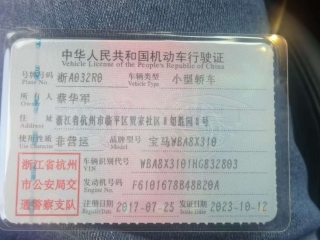 中华人民共和国机动车行驶证
Vehicle License of the People's Republic of China
号牌号码 浙A032R0 车辆类型 小型轿车
Vehicle Type
所有人 蔡华军
Owner
住址 浙江省杭州市临平区贾家社区
使用性质 非营运 品牌型号 宝马WBA8X310
Use Character Model
浙江省杭州
市公安局交
通警察支队
车辆识别代号 WBA8X3101HGB32803
VIN
发动机号码 F6101678B48B20A
Engine No.
注册日期 2017-07-25 发证日期 2023-10-12
Register Date Issue Date